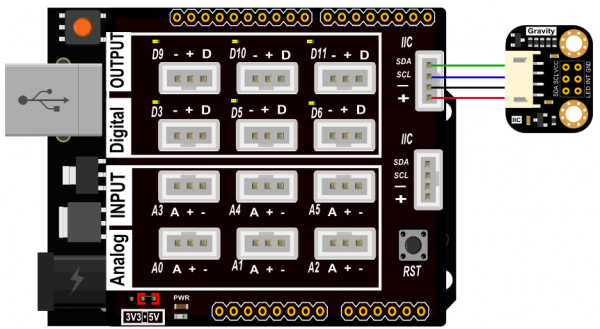 OUTPUT
D9 - + D
D10 - + D
D11 - + D
Digital
D3 - + D
D5 - + D
D6 - + D
INPUT
A3 A + -
A4 A + -
A5 A + -
Analog
A0 A + -
A1 A + -
A2 A + -
3V3 5V
PWR
IIC
SDA
SCL
-
+
IIC
SDA
SCL
-
+
RST
Gravity
SDA SCL VCC
LED INT GND
IIC